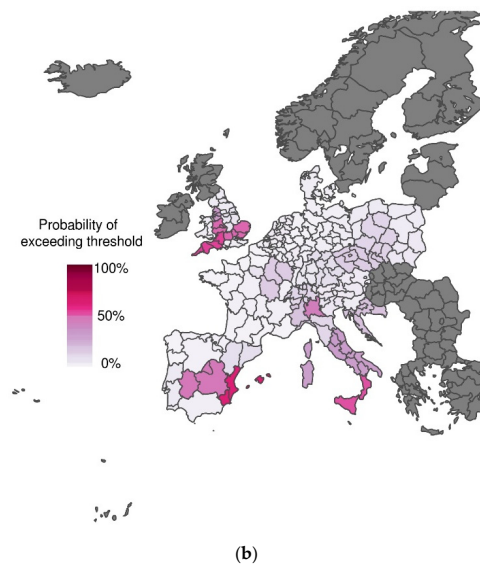 Probability of
exceeding threshold
100%
50%
0%
(b)